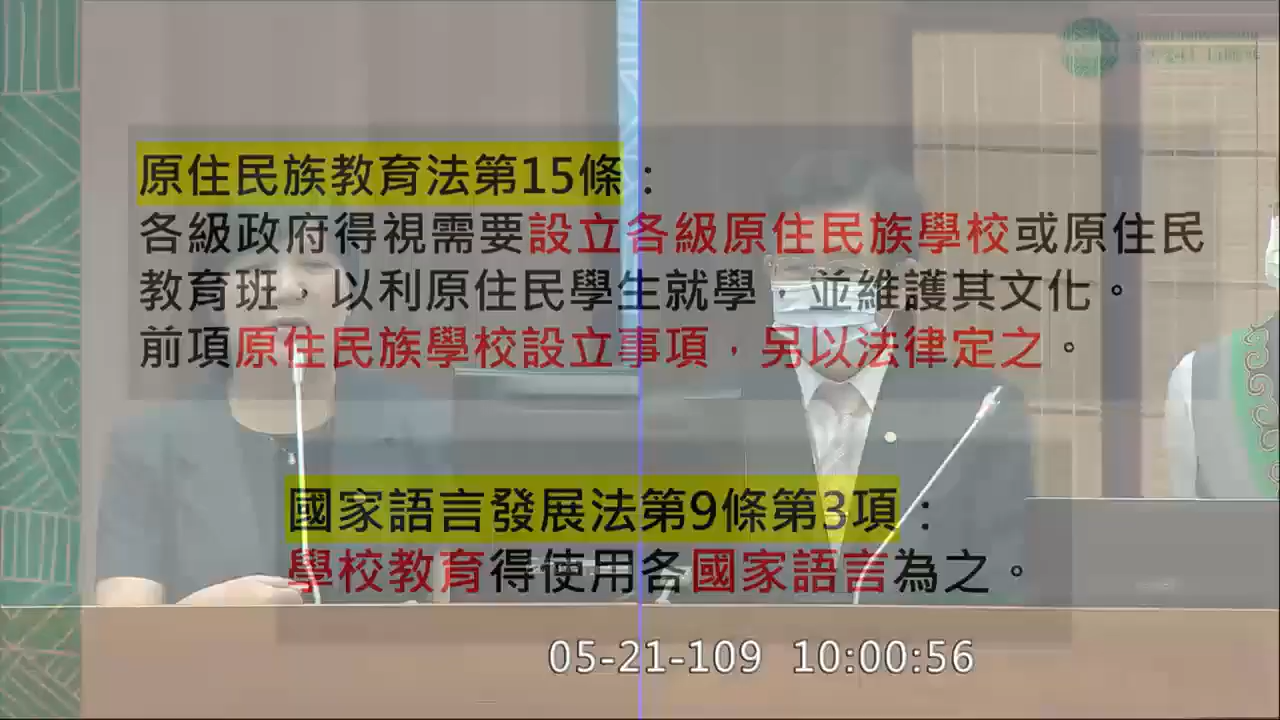 原住民族教育法第15條：
各級政府得視需要設立各級原住民族學校或原住民
教育班，以利原住民學生就學，並維護其文化。
前項原住民族學校設立事項，另以法律定之。
國家語言發展法第9條第3項：
學校教育得使用各國家語言為之。
05-21-109 10:00:56